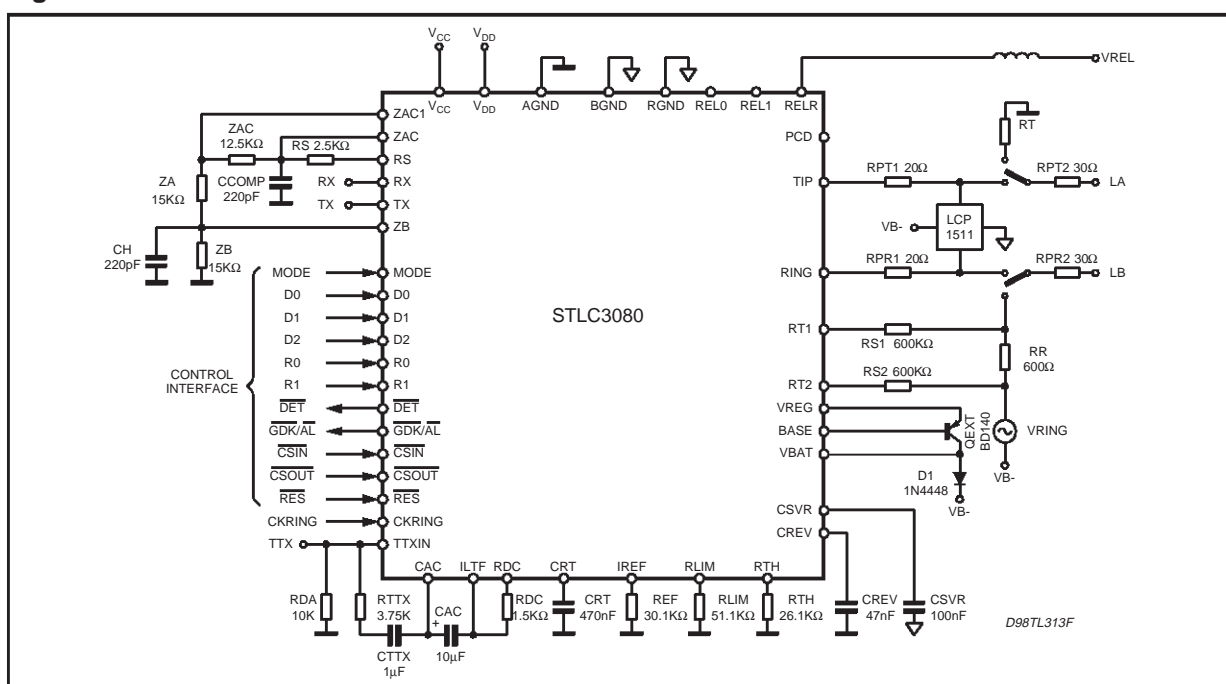 V_CC V_DD
VREL
V_CC V_DD AGND BGND RGND REL0 REL1 RELR
ZAC1
ZAC
12.5KΩ
RS 2.5KΩ
ZAC
RS
PCD
RT
ZA
15KΩ
CCOMP
220pF
RX
RX
TX
TX
ZB
TIP
RPT1 20Ω
RPT2 30Ω
LA
VB-
LCP
1511
CH
220pF
ZB
15KΩ
RING
RPR1 20Ω
RPR2 30Ω
LB
STLC3080
CONTROL
INTERFACE
MODE MODE
D0 D0
D1 D1
D2 D2
R0 R0
R1 R1
DET DET
GDK/AL GDK/AL
CSIN CSIN
CSOUT CSOUT
RES RES
CKRING CKRING
TTX TTXIN
RT1
RS1 600KΩ
RR
600Ω
RT2
RS2 600KΩ
VREG
BASE
VBAT
QEXT
BD140
VRING
VB-
D1
1N4448
VB-
CSVR
CREV
CAC ILTF RDC CRT IREF RLIM RTH
RDA
10K
RTTX
3.75K
CAC
+
10µF
CTTX
1µF
RDC
1.5KΩ
CRT
470nF
REF
30.1KΩ
RLIM
51.1KΩ
RTH
26.1KΩ
CREV
47nF
CSVR
100nF
D98TL313F